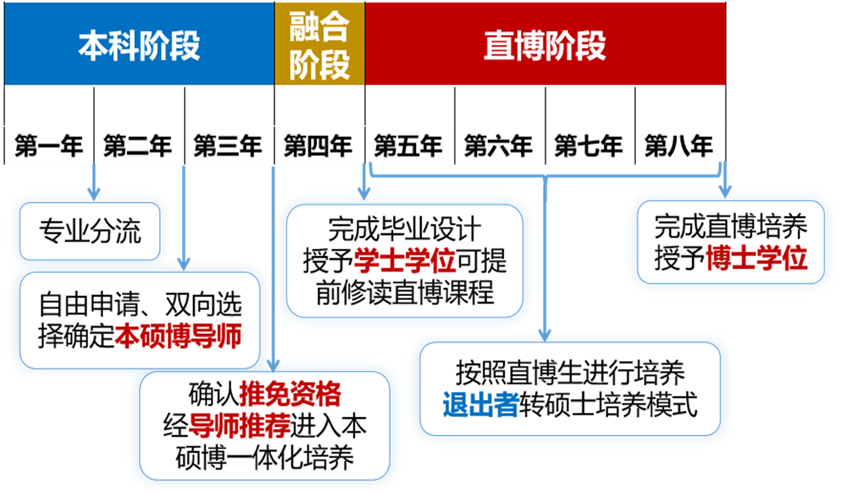 本科阶段
融合
阶段
直博阶段
第一年
第二年
第三年
第四年
第五年
第六年
第七年
第八年
专业分流
自由申请、双向选
择确定本硕博导师
确认推免资格
经导师推荐进入本
硕博一体化培养
完成毕业设计
授予学士学位可提
前修读直博课程
按照直博生进行培养
退出者转硕士培养模式
完成直博培养
授予博士学位